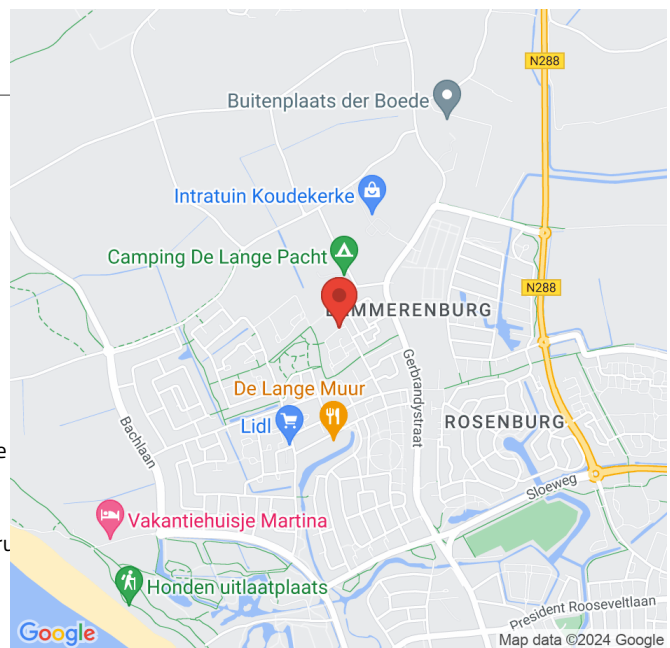 N288
Buitenplaats der Boede
Intratuin Koudekerke
Camping De Lange Pacht
N288
MMERENBURG
De Lange Muur
Gerbrandystraat
Lidl
ROSENBURG
Bachlaan
e
Sloeweg
Vakantiehuisje Martina
ru
Honden uitlaatplaats
President Rooseveltlaan
Google
Map data ©2024 Google